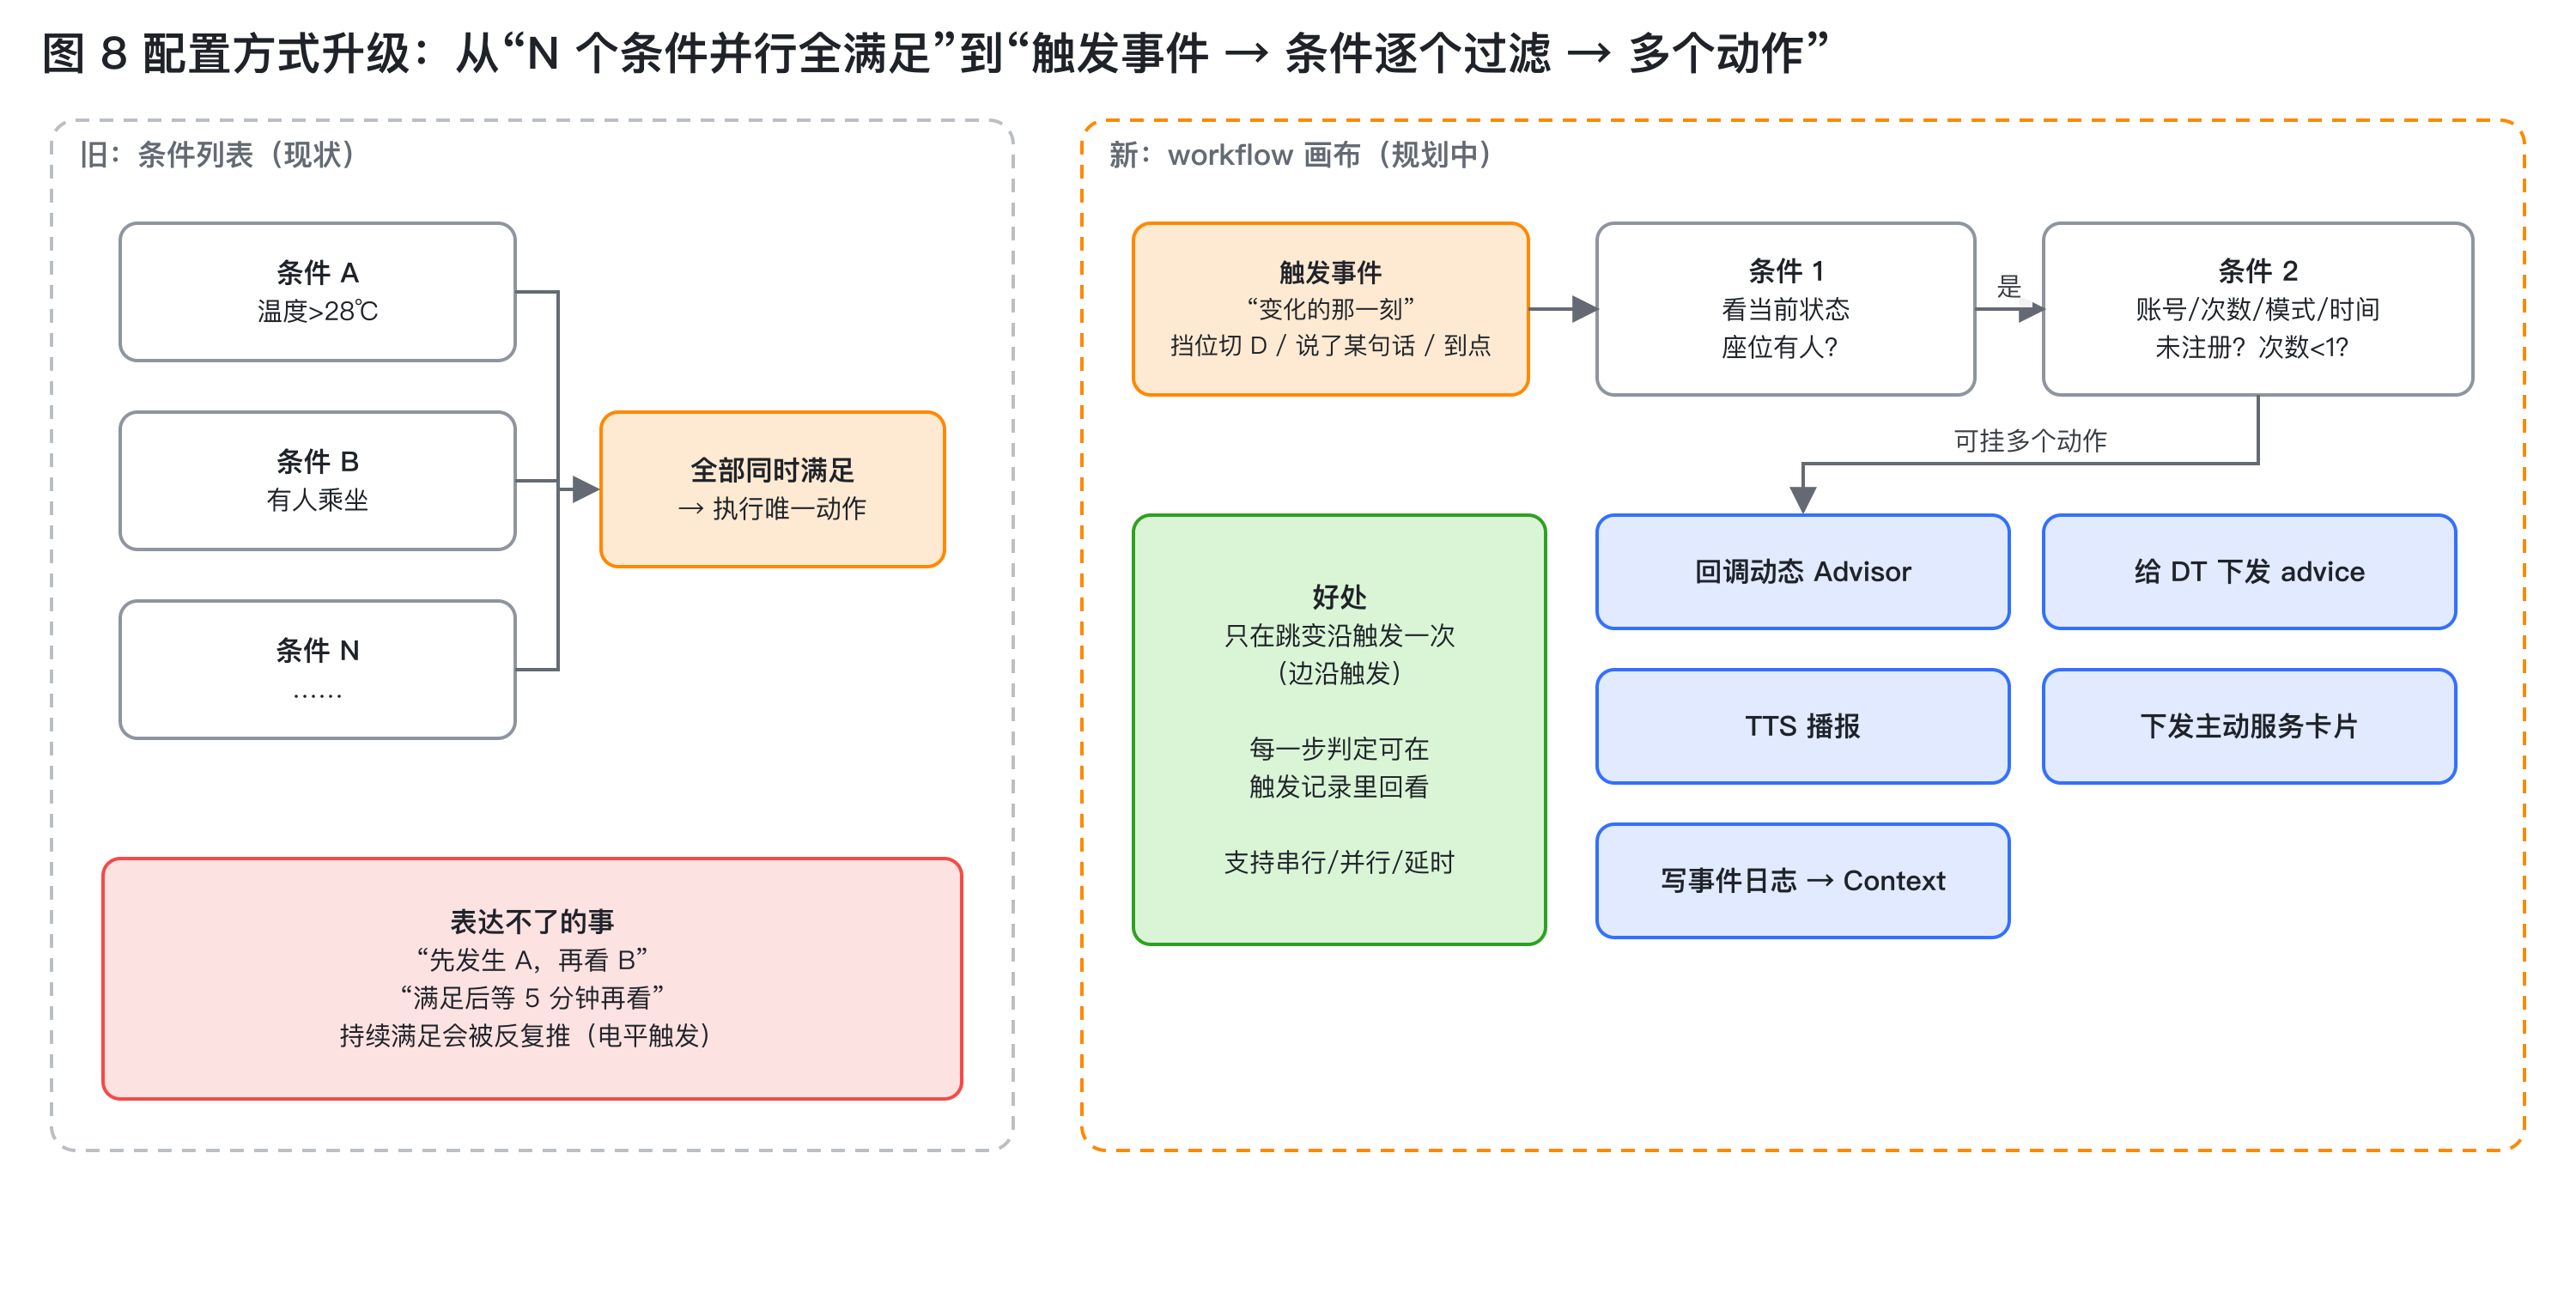 图 8 配置方式升级：从“N 个条件并行全满足”到“触发事件 → 条件逐个过滤 → 多个动作”
旧：条件列表（现状）
条件 A
温度>28℃
条件 B
有人乘坐
条件 N
……
全部同时满足
→ 执行唯一动作
表达不了的事
“先发生 A，再看 B”
“满足后等 5 分钟再看”
持续满足会被反复推（电平触发）
新：workflow 画布（规划中）
触发事件
“变化的那一刻”
挡位切 D / 说了某句话 / 到点
条件 1
看当前状态
座位有人？
是
条件 2
账号/次数/模式/时间
未注册？次数<1?
可挂多个动作
好处
只在跳变沿触发一次
（边沿触发）
每一步判定可在
触发记录里回看
支持串行/并行/延时
回调动态 Advisor
给 DT 下发 advice
TTS 播报
下发主动服务卡片
写事件日志 → Context